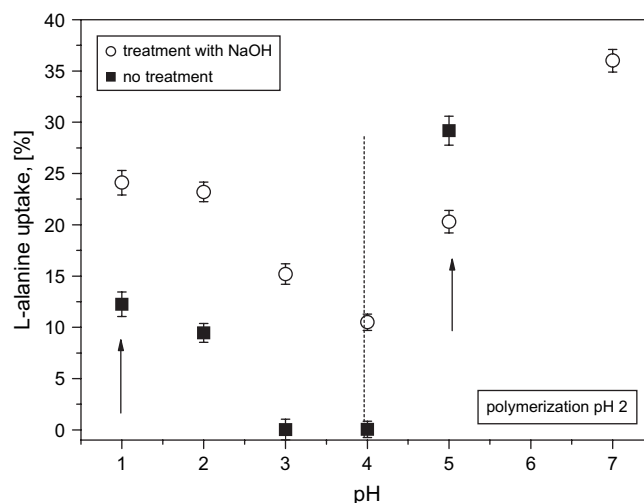 40
35
30
25
20
15
10
5
0
L-alanine uptake, [%]
treatment with NaOH
no treatment
polymerization pH 2
1 2 3 4 5 6 7
pH